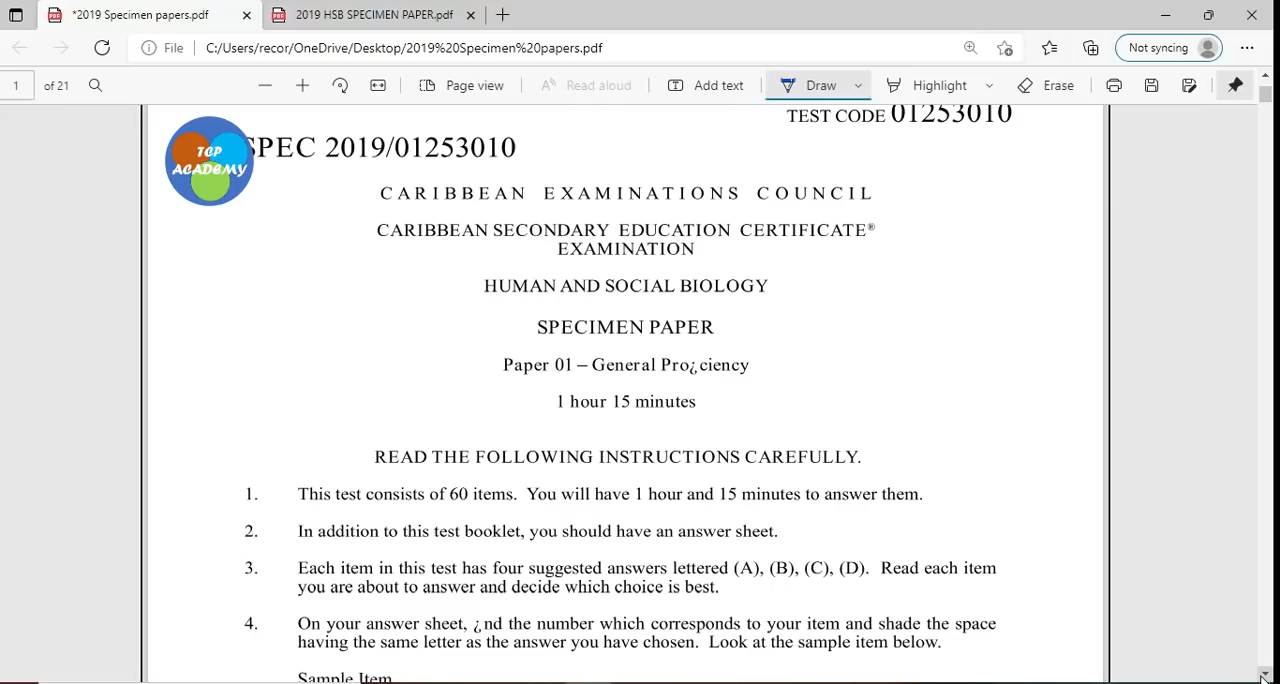 *2019 Specimen papers.pdf
2019 HSB SPECIMEN PAPER.pdf
File
C:/Users/recor/OneDrive/Desktop/2019%20Specimen%20papers.pdf
Not syncing
1 of 21
Page view
Read aloud
Add text
Draw
Highlight
Erase
TEST CODE 01253010
TCP
ACADEMY
SPEC 2019/01253010
CARIBBEAN EXAMINATIONS COUNCIL
CARIBBEAN SECONDARY EDUCATION CERTIFICATE®
EXAMINATION
HUMAN AND SOCIAL BIOLOGY
SPECIMEN PAPER
Paper 01 – General Pro¿ciency
1 hour 15 minutes
READ THE FOLLOWING INSTRUCTIONS CAREFULLY.
1. This test consists of 60 items. You will have 1 hour and 15 minutes to answer them.
2. In addition to this test booklet, you should have an answer sheet.
3. Each item in this test has four suggested answers lettered (A), (B), (C), (D). Read each item
you are about to answer and decide which choice is best.
4. On your answer sheet, ¿nd the number which corresponds to your item and shade the space
having the same letter as the answer you have chosen. Look at the sample item below.
Sample Item